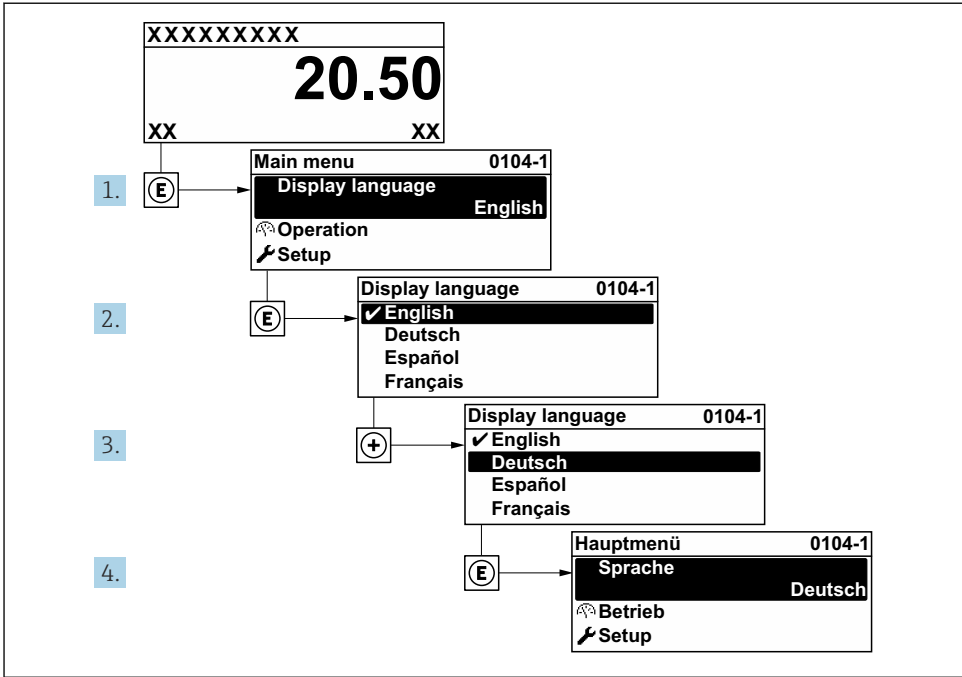 XXXXXXXXX
20.50
XX XX
1. E
Main menu 0104-1
Display language
English
Operation
Setup
2. E
Display language 0104-1
✔English
Deutsch
Español
Français
3. +
Display language 0104-1
✔English
Deutsch
Español
Français
4. E
Hauptmenü 0104-1
Sprache
Deutsch
Betrieb
Setup